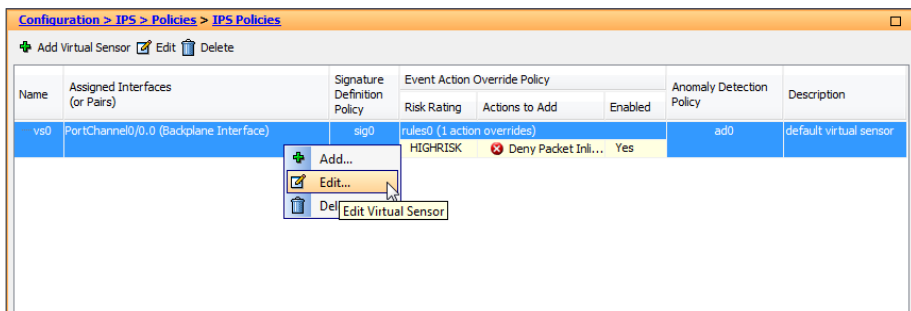 Configuration > IPS > Policies > IPS Policies
Add Virtual Sensor Edit Delete
Name Assigned Interfaces (or Pairs) Signature Definition Policy Event Action Override Policy Anomaly Detection Policy Description
Risk Rating Actions to Add Enabled
vs0 PortChannel0/0.0 (Backplane Interface) sig0 rules0 (1 action overrides) ad0 default virtual sensor
HIGHRISK Deny Packet Inli... Yes
Add...
Edit...
Del
Edit Virtual Sensor